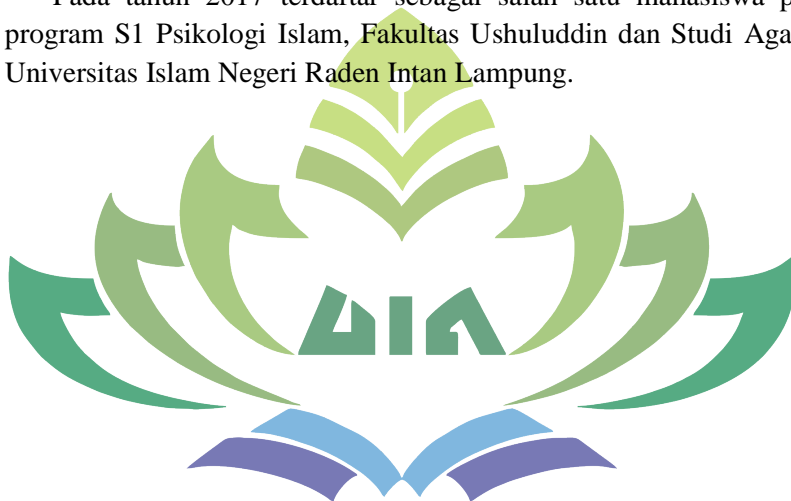 Pada tahun 2017 terdaftar sebagai salah satu mahasiswa p
program S1 Psikologi Islam, Fakultas Ushuluddin dan Studi Aga
Universitas Islam Negeri Raden Intan Lampung.
UIN